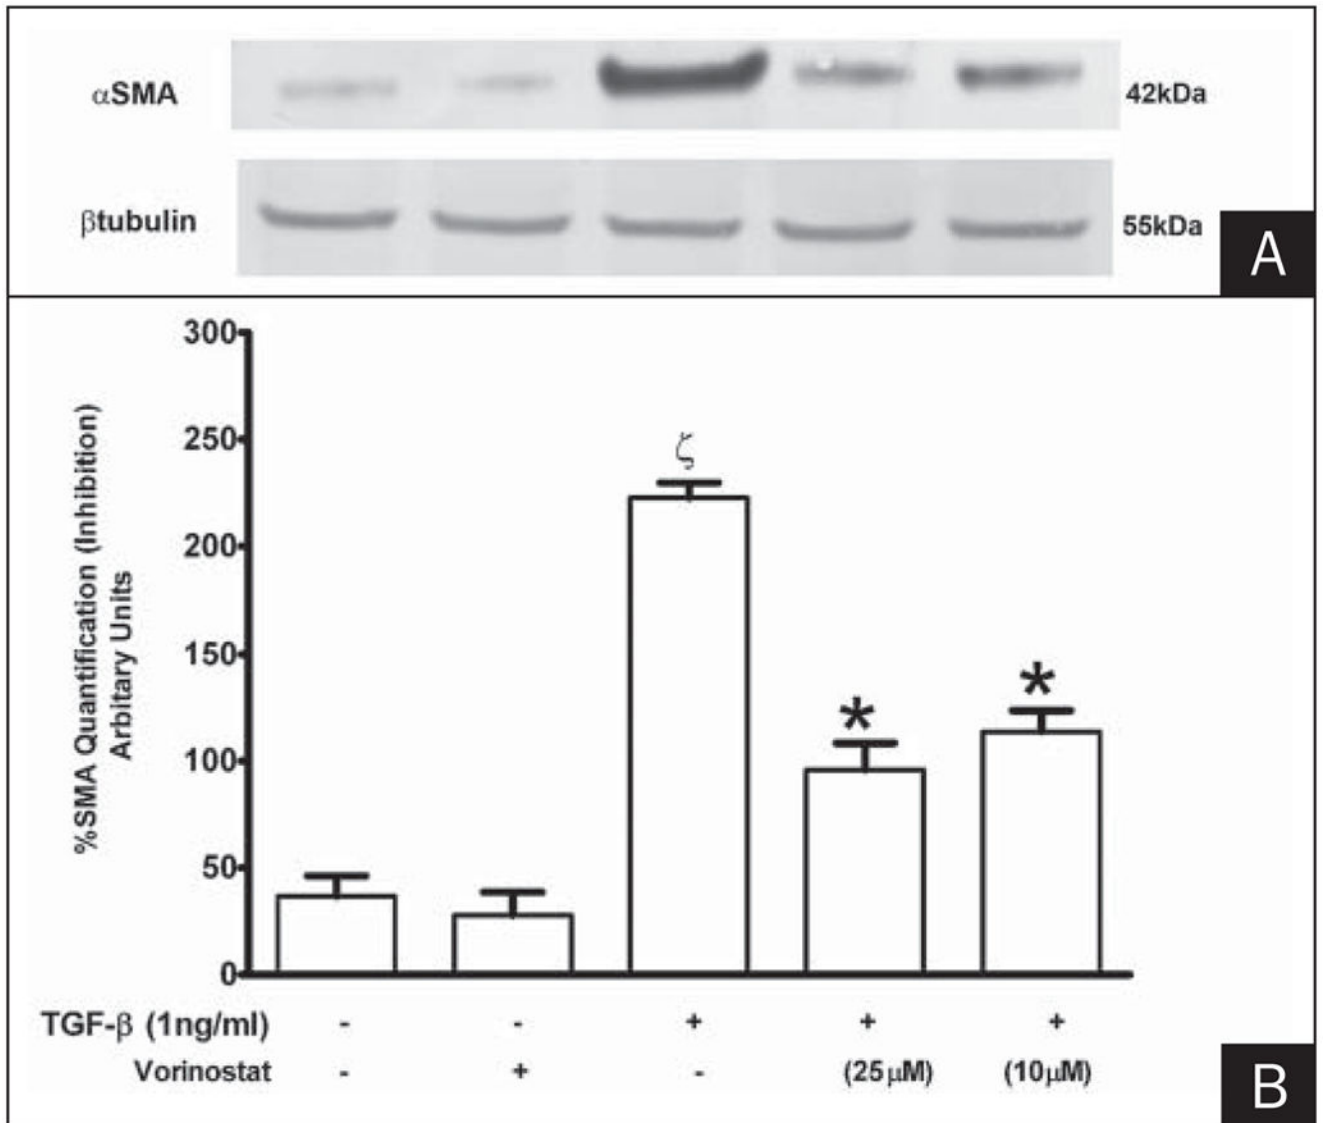 αSMA
42kDa
βtubulin
55kDa
A
300
250
200
150
100
50
0
%SMA Quantification (Inhibition)
Arbitary Units
ζ
*
*
TGF-β (1ng/ml) - - + + +
Vorinostat - + - (25μM) (10μM)
B